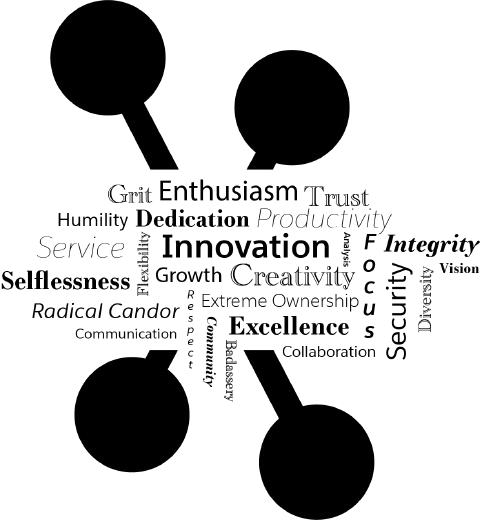 Grit Enthusiasm Trust
Humility Dedication Productivity
Service Flexibility Innovation Analysis Focus Integrity
Selflessness Growth Creativity Security Diversity Vision
Radical Candor Respect Extreme Ownership
Communication Community Badassery Excellence
Collaboration